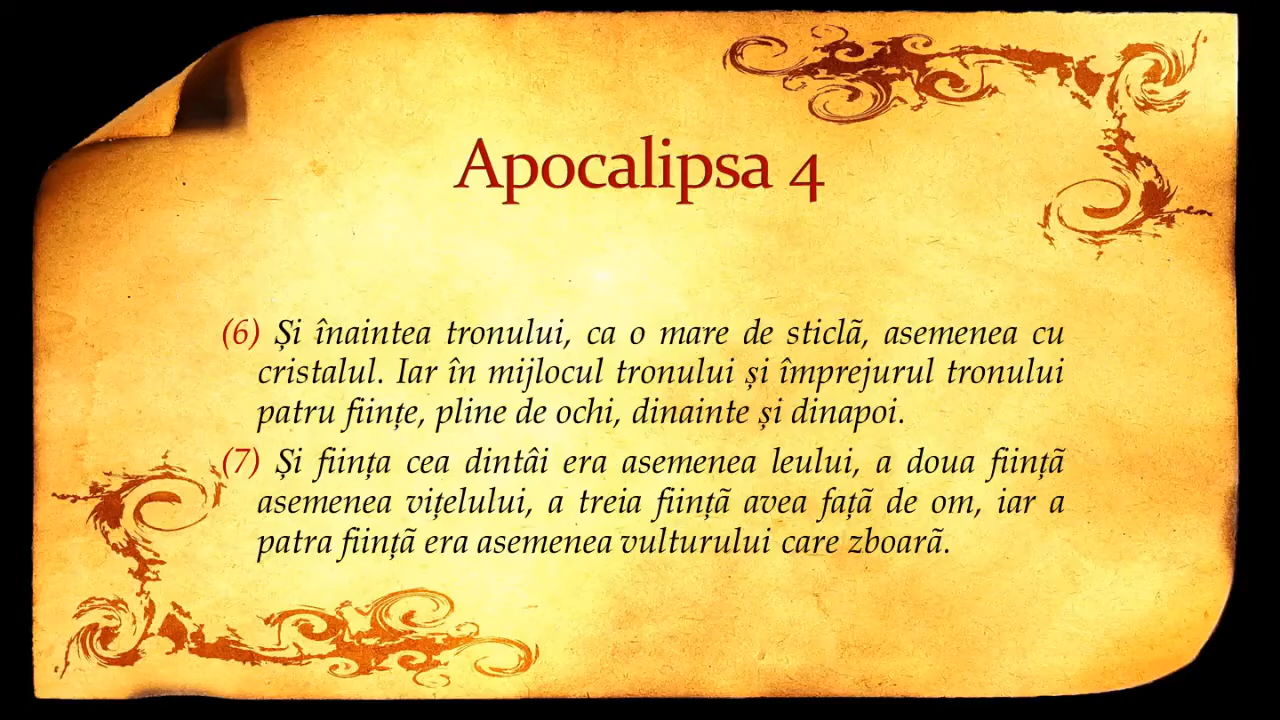 Apocalipsa 4
(6) Și înaintea tronului, ca o mare de sticlã, asemenea cu
cristalul. Iar în mijlocul tronului și împrejurul tronului
patru ființe, pline de ochi, dinainte și dinapoi.
(7) Și ființa cea dintâi era asemenea leului, a doua ființã
asemenea vițelului, a treia ființã avea fațã de om, iar a
patra ființã era asemenea vulturului care zboarã.